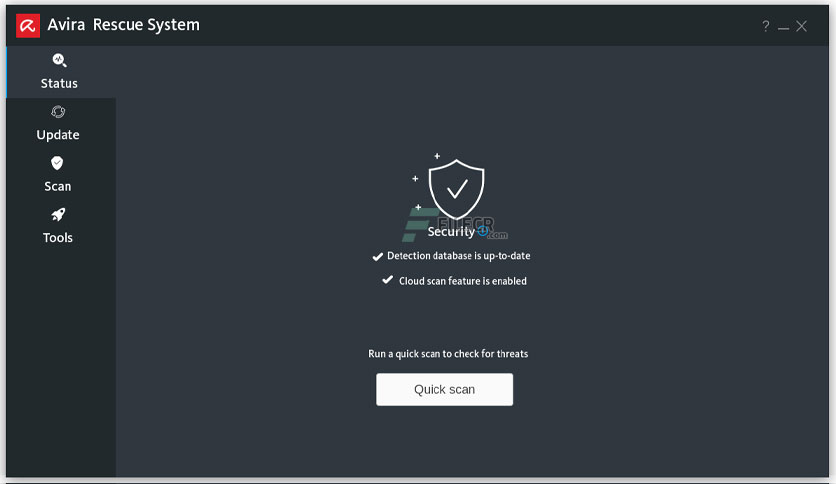 Avira Rescue System
?
Status
Update
Scan
Tools
FILECR
.com
Security
Detection database is up-to-date
Cloud scan feature is enabled
Run a quick scan to check for threats
Quick scan